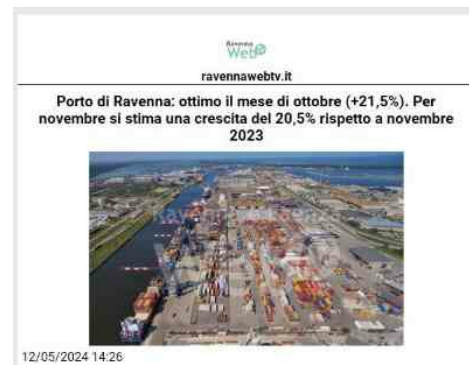 Ravenna
Web
ravennawebtv.it
Porto di Ravenna: ottimo il mese di ottobre (+21,5%). Per
novembre si stima una crescita del 20,5% rispetto a novembre
2023
12/05/2024 14:26